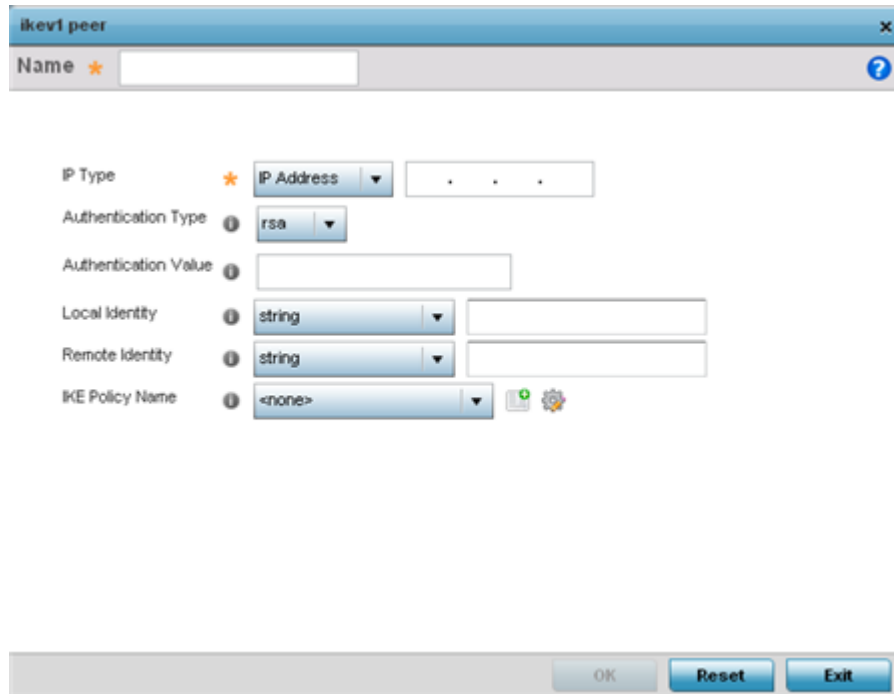 ikev1 peer
Name
IP Type IP Address . . .
Authentication Type rsa
Authentication Value
Local Identity string
Remote Identity string
IKE Policy Name <none>
OK Reset Exit